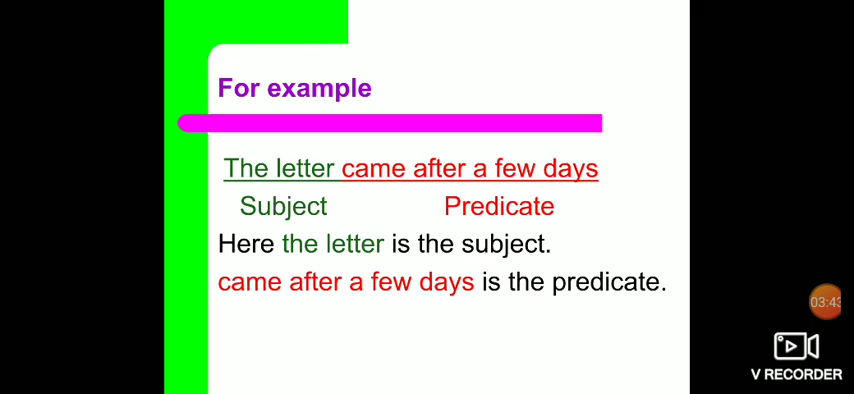 For example
The letter came after a few days
Subject Predicate
Here the letter is the subject.
came after a few days is the predicate.
03:43
V RECORDER